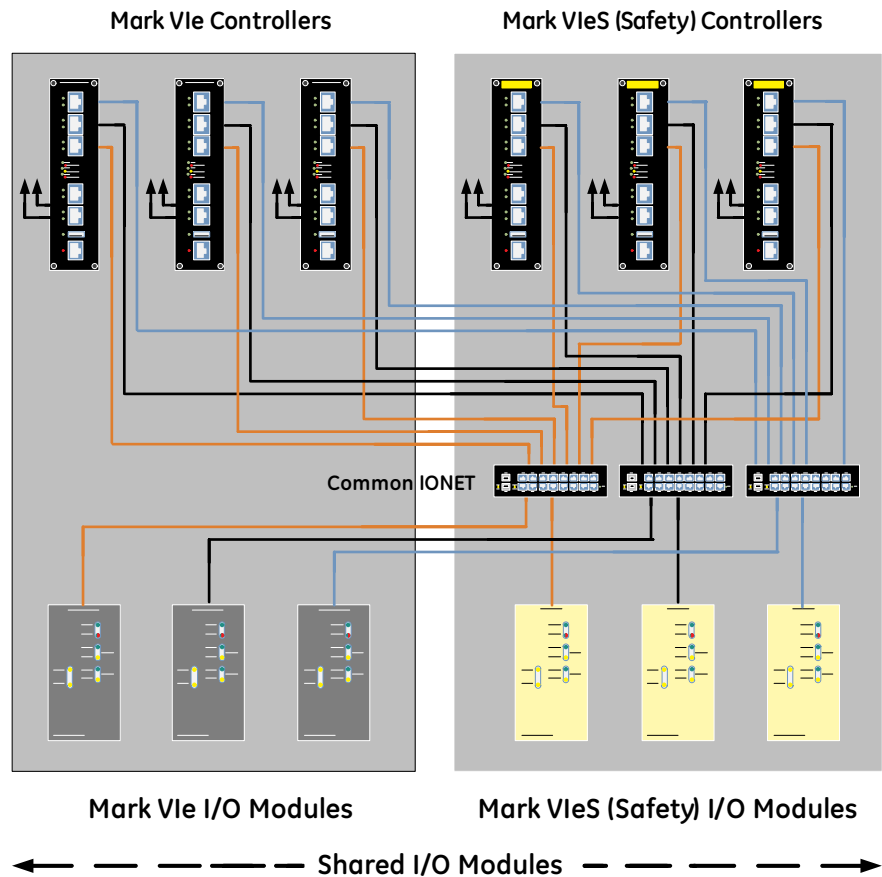 Mark VIe Controllers
Mark VIeS (Safety) Controllers
Common IONET
Mark VIe I/O Modules
Mark VIeS (Safety) I/O Modules
Shared I/O Modules